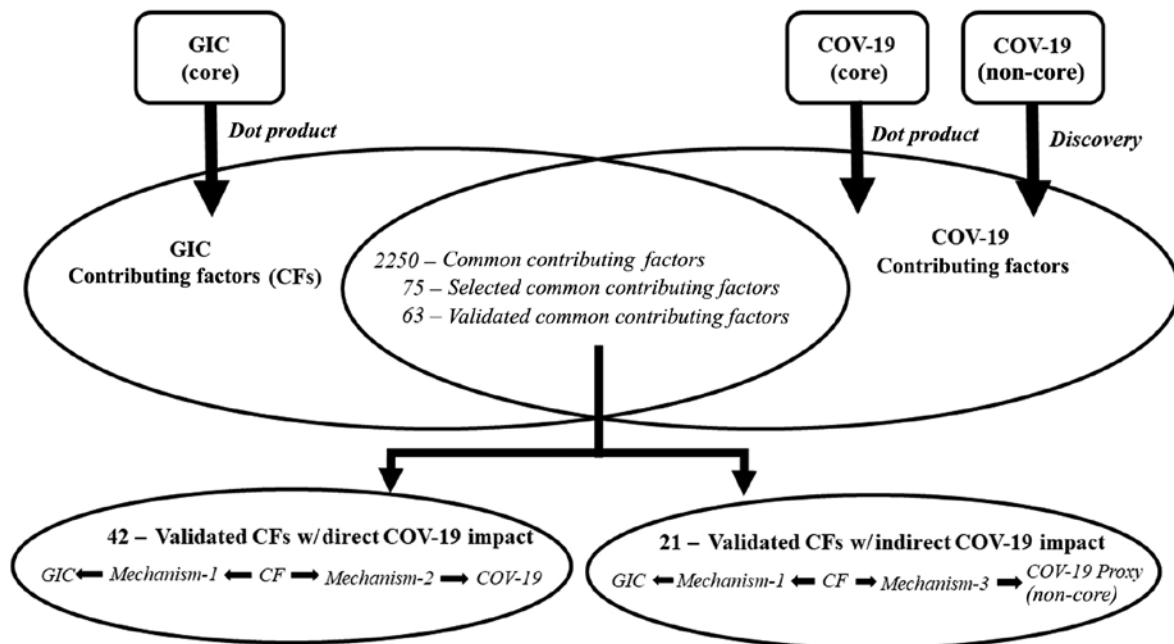 GIC
(core)
COV-19
(core)
COV-19
(non-core)
Dot product
Dot product
Discovery
GIC
Contributing factors (CFs)
2250 – Common contributing factors
75 – Selected common contributing factors
63 – Validated common contributing factors
COV-19
Contributing factors
42 – Validated CFs w/direct COV-19 impact
GIC Mechanism-1 CF Mechanism-2 COV-19
21 – Validated CFs w/indirect COV-19 impact
GIC Mechanism-1 CF Mechanism-3 COV-19 Proxy
(non-core)